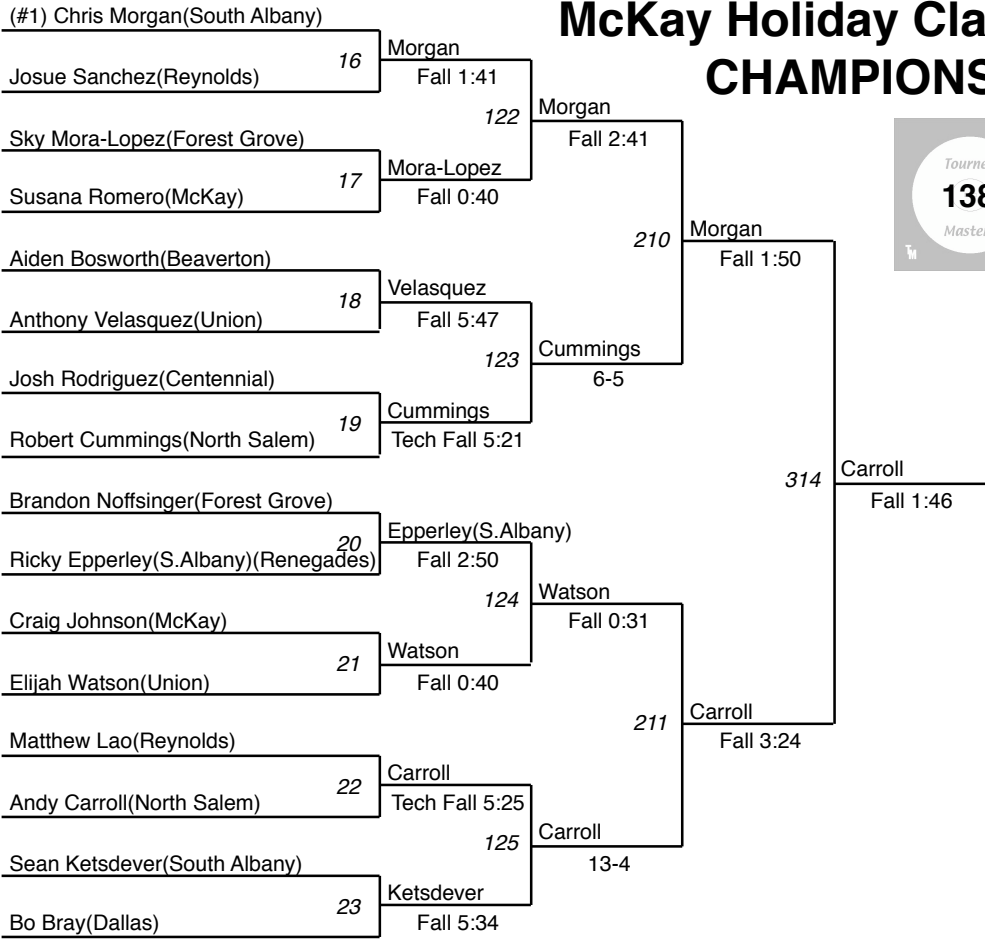 McKay Holiday Cla
CHAMPIONS
Tourne
138
Maste
TM
(#1) Chris Morgan(South Albany)
16
Morgan
Josue Sanchez(Reynolds)
Fall 1:41
122
Morgan
Fall 2:41
Sky Mora-Lopez(Forest Grove)
17
Mora-Lopez
Susana Romero(McKay)
Fall 0:40
210
Morgan
Fall 1:50
Aiden Bosworth(Beaverton)
18
Velasquez
Anthony Velasquez(Union)
Fall 5:47
123
Cummings
6-5
Josh Rodriguez(Centennial)
19
Cummings
Robert Cummings(North Salem)
Tech Fall 5:21
314
Carroll
Fall 1:46
Brandon Noffsinger(Forest Grove)
20
Epperley(S.Albany)
Ricky Epperley(S.Albany)(Renegades)
Fall 2:50
124
Watson
Fall 0:31
Craig Johnson(McKay)
21
Watson
Elijah Watson(Union)
Fall 0:40
211
Carroll
Fall 3:24
Matthew Lao(Reynolds)
22
Carroll
Andy Carroll(North Salem)
Tech Fall 5:25
125
Carroll
13-4
Sean Ketsdever(South Albany)
23
Ketsdever
Bo Bray(Dallas)
Fall 5:34